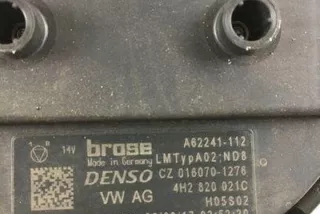 14V
brose
Made in Germany
A62241-112
LMTypA02;ND8
DENSO
CZ 016070-1276
VW AG
4H2 820 021C
H05S02